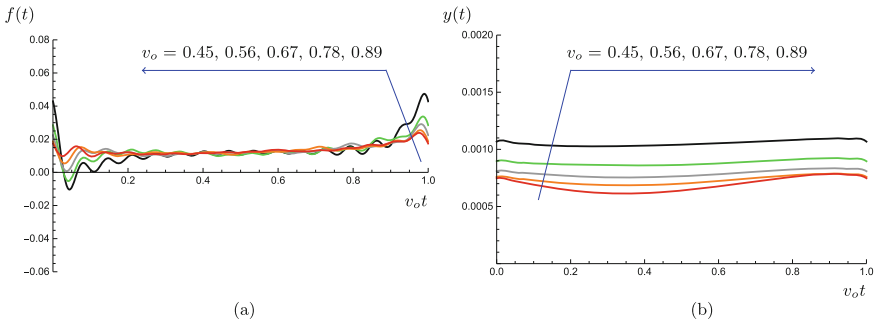 f(t)
0.08
0.06
0.04
0.02
0.00
−0.02
−0.04
−0.06
0.2 0.4 0.6 0.8 1.0
v_o = 0.45, 0.56, 0.67, 0.78, 0.89
v_o t
(a)
y(t)
0.0020
0.0015
0.0010
0.0005
0.0 0.2 0.4 0.6 0.8 1.0
v_o = 0.45, 0.56, 0.67, 0.78, 0.89
v_o t
(b)